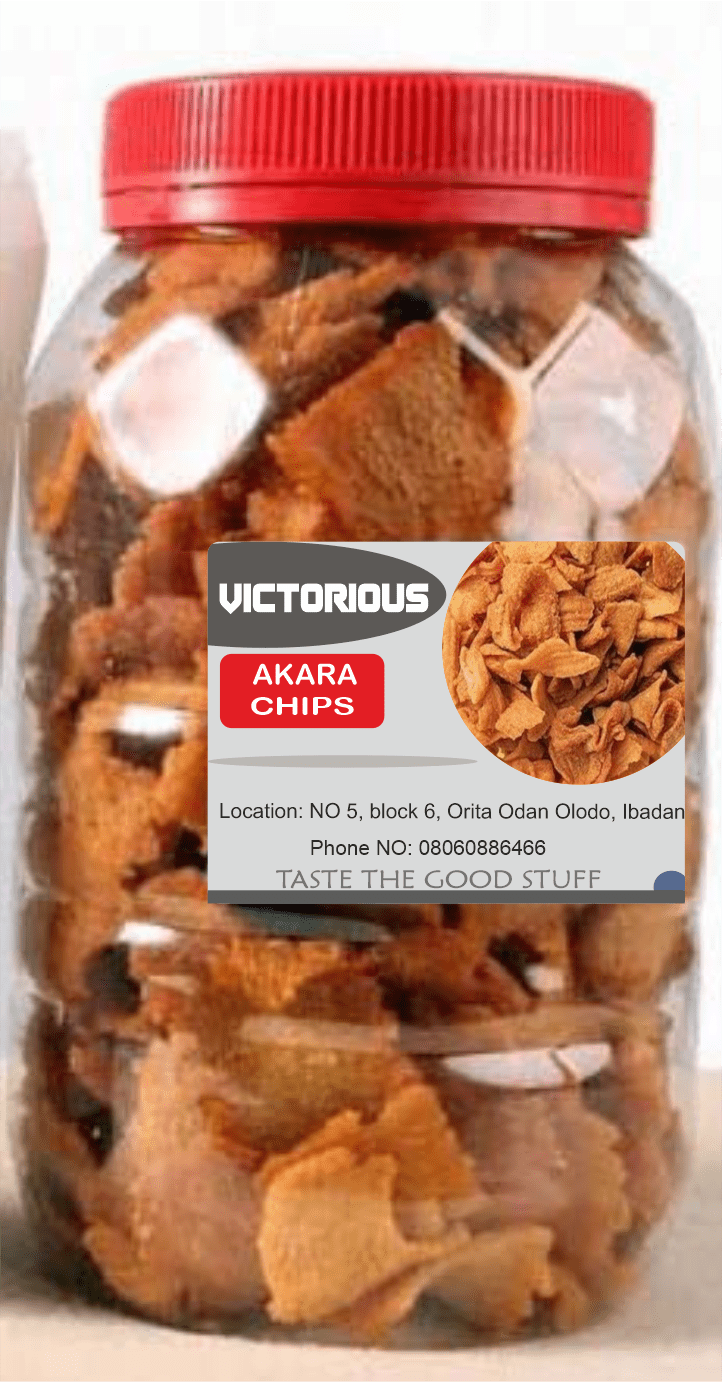 VICTORIOUS
AKARA
CHIPS
Location: NO 5, block 6, Orita Odan Olodo, Ibadan
Phone NO: 08060886466
TASTE THE GOOD STUFF